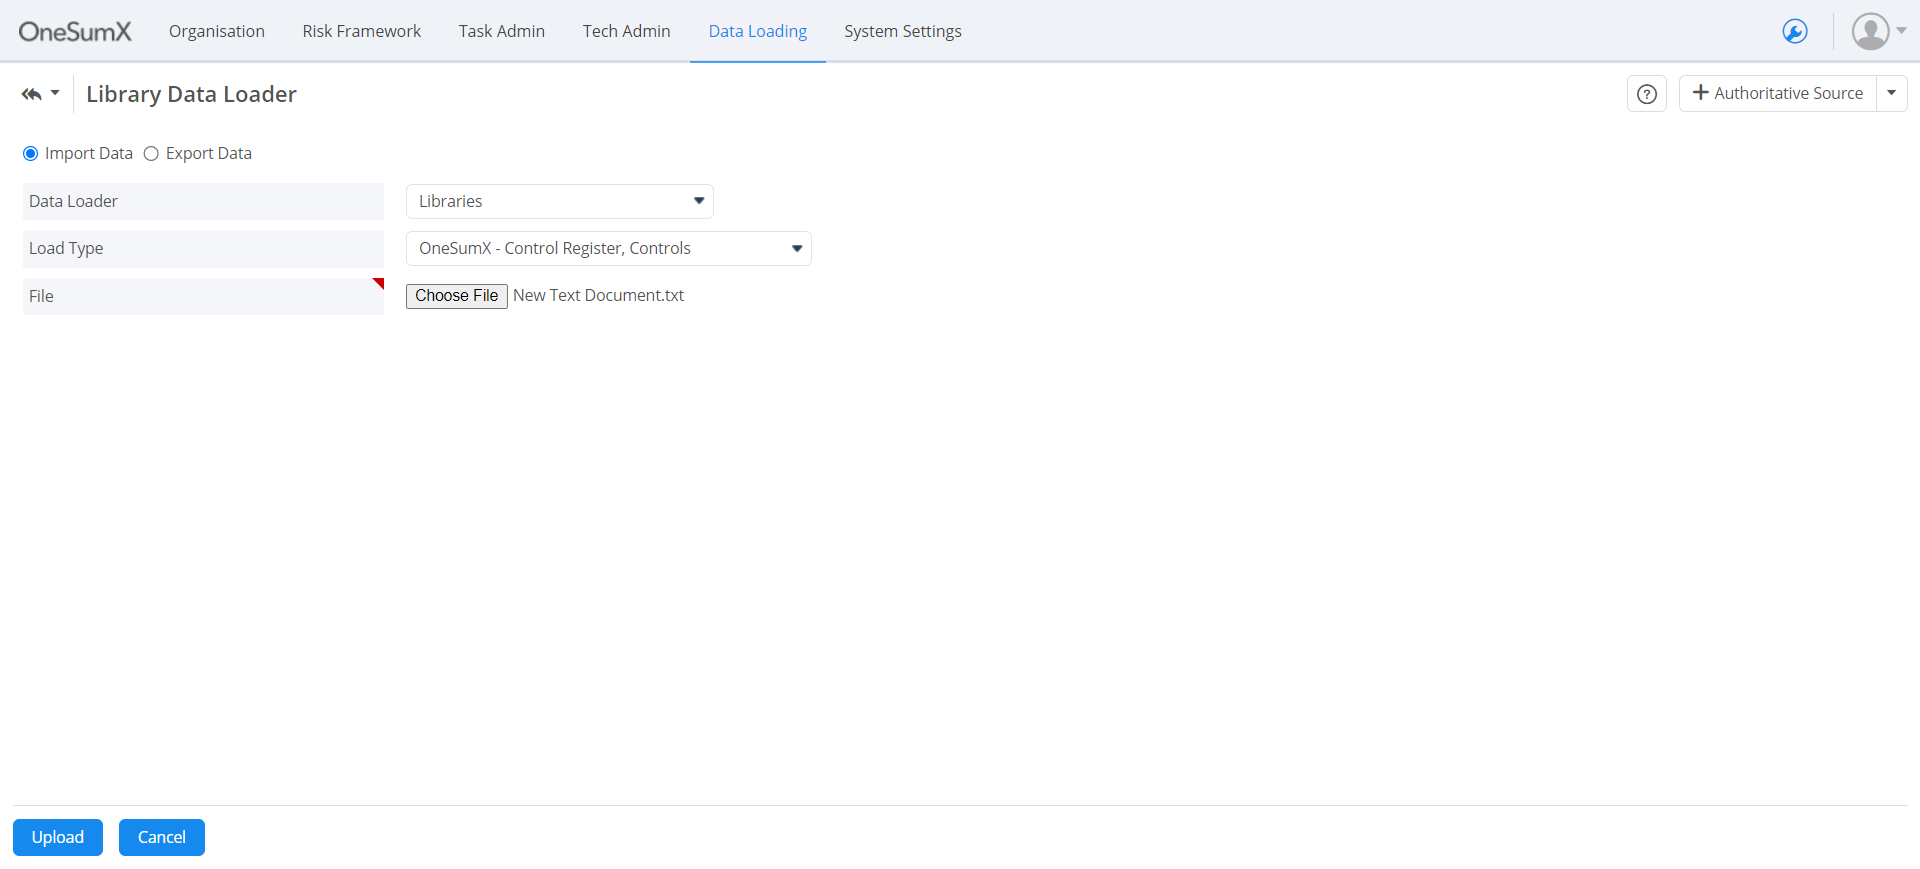 OneSumX Organisation Risk Framework Task Admin Tech Admin Data Loading System Settings
Library Data Loader ? + Authoritative Source
Import Data Export Data
Data Loader Libraries
Load Type OneSumX - Control Register, Controls
File Choose File New Text Document.txt
Upload Cancel